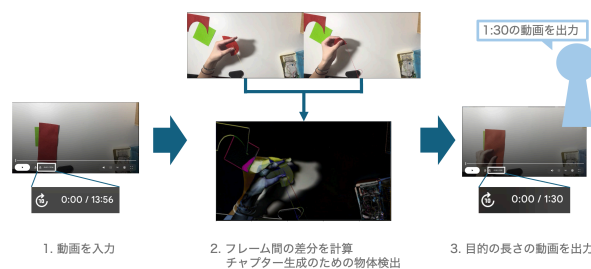 1:30の動画を出力
0:00 / 13:56
0:00 / 1:30
1. 動画を入力
2. フレーム間の差分を計算
チャプター生成のための物体検出
3. 目的の長さの動画を出力